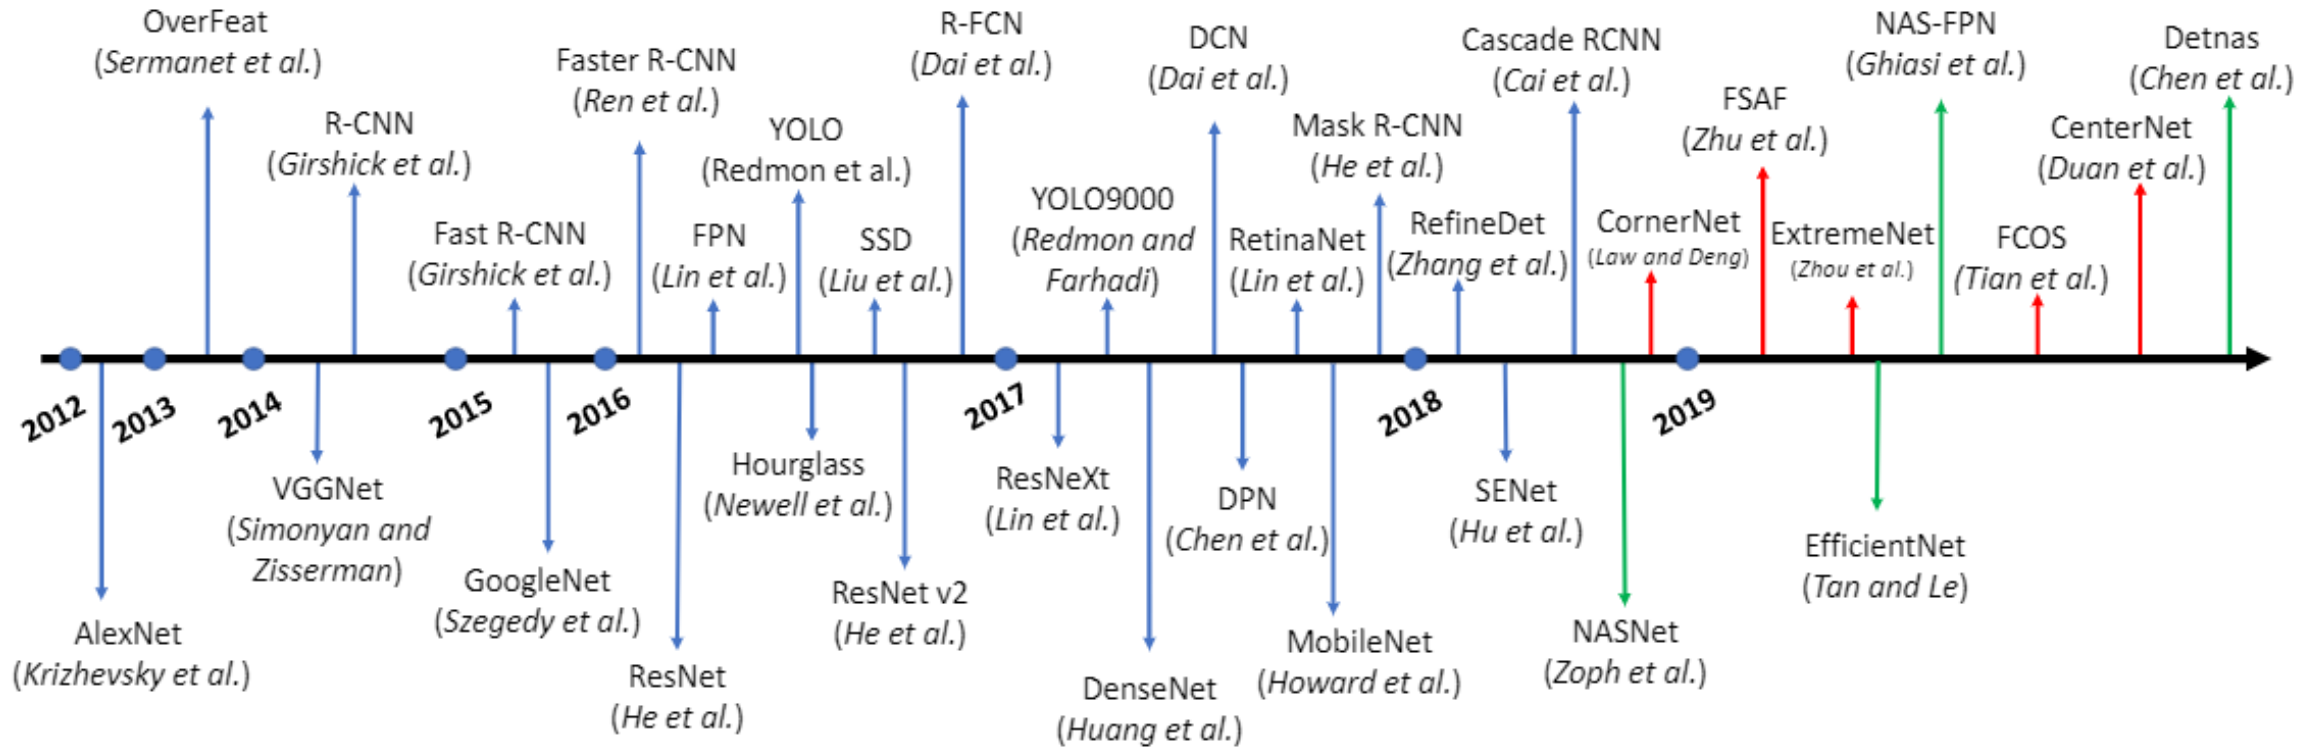 OverFeat
(Sermanet et al.)
R-CNN
(Girshick et al.)
Fast R-CNN
(Girshick et al.)
Faster R-CNN
(Ren et al.)
FPN
(Lin et al.)
YOLO
(Redmon et al.)
SSD
(Liu et al.)
R-FCN
(Dai et al.)
YOLO9000
(Redmon and
Farhadi)
DCN
(Dai et al.)
RetinaNet
(Lin et al.)
Mask R-CNN
(He et al.)
RefineDet
(Zhang et al.)
Cascade RCNN
(Cai et al.)
CornerNet
(Law and Deng)
FSAF
(Zhu et al.)
ExtremeNet
(Zhou et al.)
NAS-FPN
(Ghiasi et al.)
FCOS
(Tian et al.)
CenterNet
(Duan et al.)
Detnas
(Chen et al.)
2012
2013
2014
2015
2016
2017
2018
2019
AlexNet
(Krizhevsky et al.)
VGGNet
(Simonyan and
Zisserman)
GoogleNet
(Szegedy et al.)
ResNet
(He et al.)
Hourglass
(Newell et al.)
ResNet v2
(He et al.)
ResNeXt
(Lin et al.)
DenseNet
(Huang et al.)
DPN
(Chen et al.)
MobileNet
(Howard et al.)
SENet
(Hu et al.)
NASNet
(Zoph et al.)
EfficientNet
(Tan and Le)